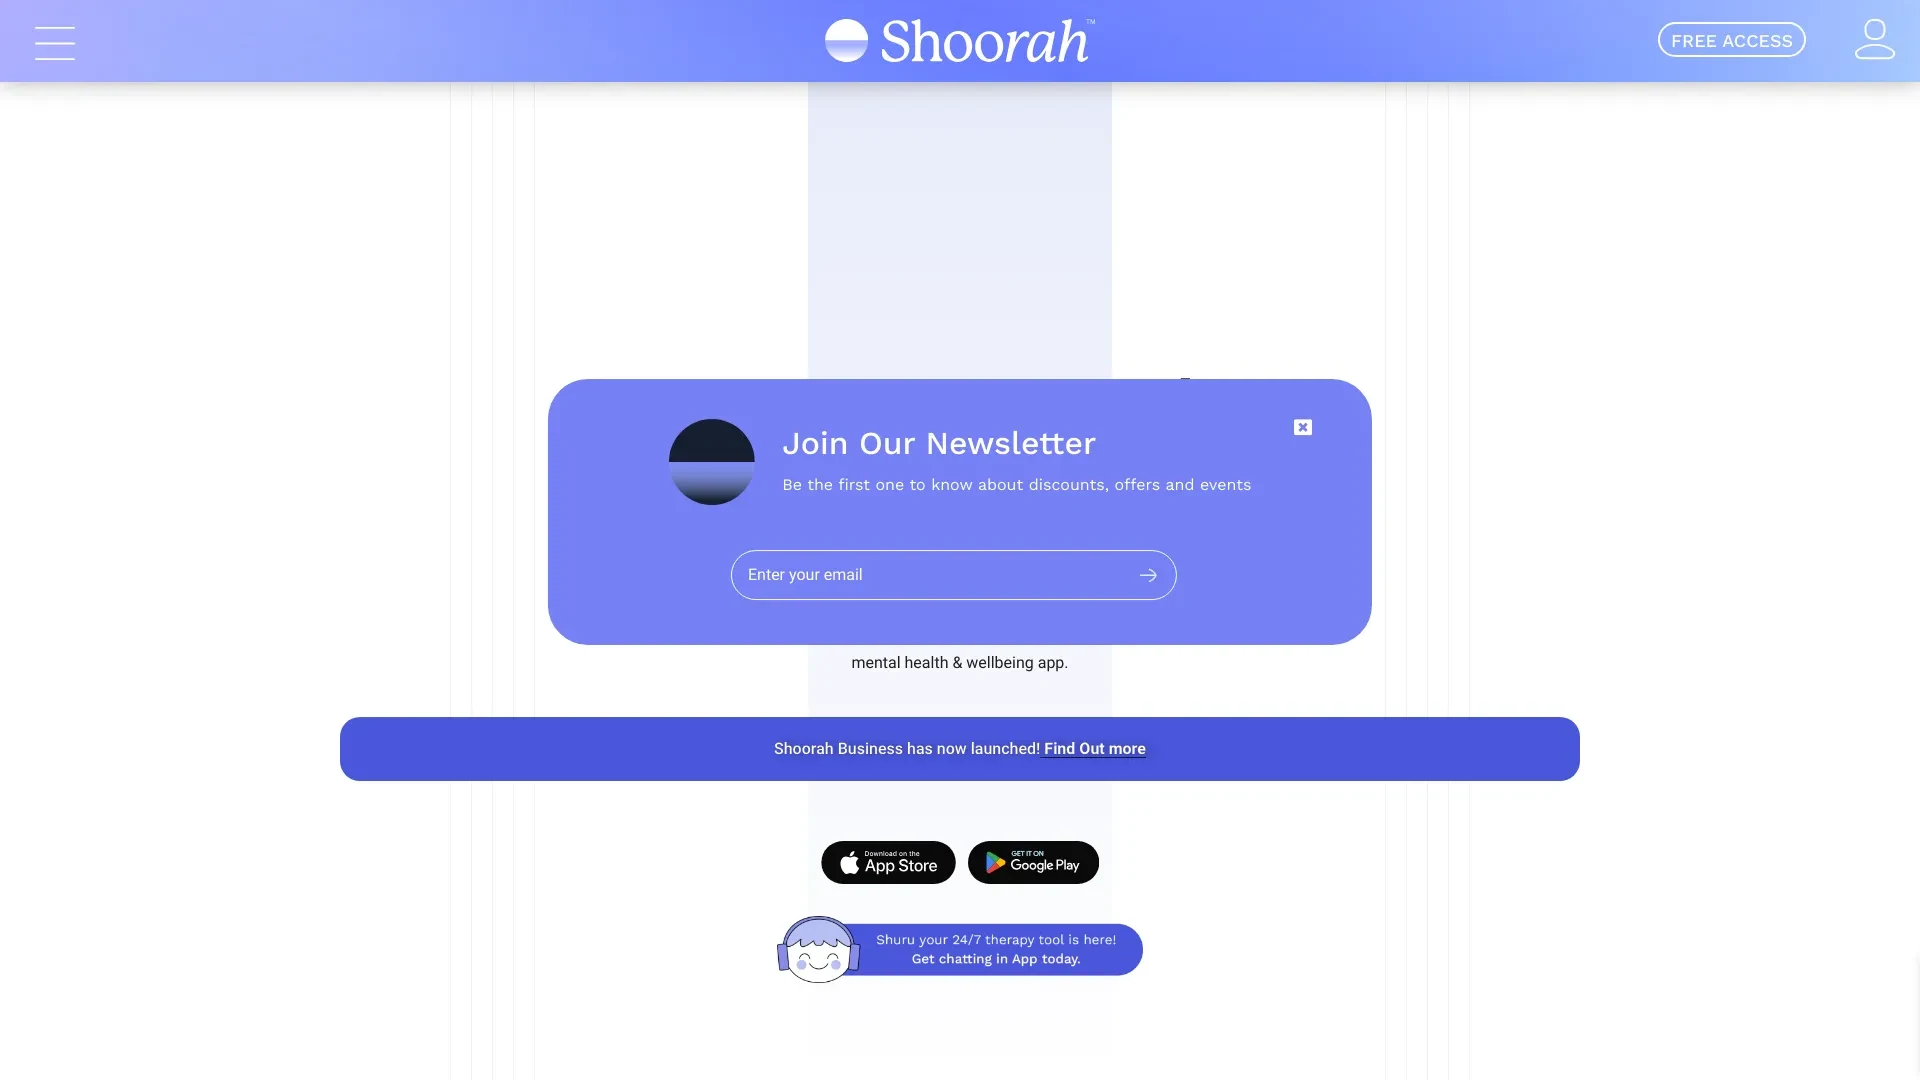 Shoorah™
FREE ACCESS
Join Our Newsletter
Be the first one to know about discounts, offers and events
Enter your email
mental health & wellbeing app.
Shoorah Business has now launched! Find Out more
Download on the
App Store
GET IT ON
Google Play
Shuru your 24/7 therapy tool is here!
Get chatting in App today.